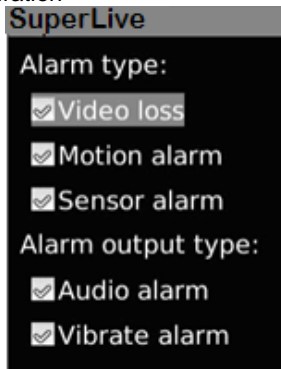 SuperLive
Alarm type:
Video loss
Motion alarm
Sensor alarm
Alarm output type:
Audio alarm
Vibrate alarm